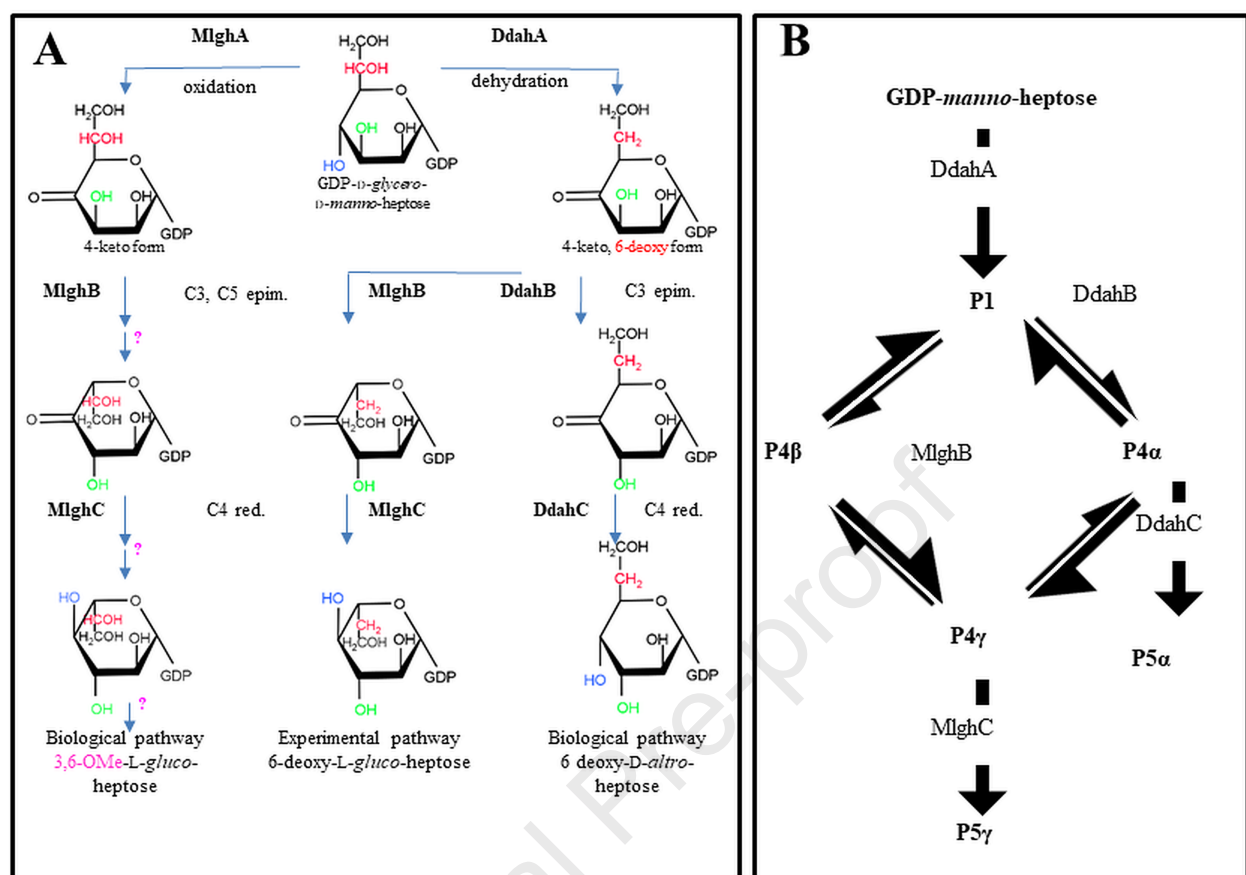 A
MlghA
DdahA
oxidation
dehydration
H2COH
HCOH
O
OH
OH
HO
GDP
GDP-D-glycero-
D-manno-heptose
H2COH
HCOH
O
O
OH
OH
GDP
4-keto form
H2COH
CH2
O
O
OH
OH
GDP
4-keto, 6-deoxy form
MlghB
C3, C5 epim.
MlghB
DdahB
C3 epim.
?
O
HCOH
O
H2COH
OH
GDP
OH
O
CH2
O
H2COH
OH
GDP
OH
H2COH
CH2
O
O
OH
GDP
OH
MlghC
C4 red.
MlghC
DdahC
C4 red.
?
HO
O
HCOH
H2COH
OH
GDP
OH
?
Biological pathway
3,6-OMe-L-gluco-
heptose
HO
O
CH2
H2COH
OH
GDP
OH
Experimental pathway
6-deoxy-L-gluco-heptose
H2COH
CH2
O
OH
HO
GDP
OH
Biological pathway
6 deoxy-D-altro-
heptose
B
GDP-manno-heptose
DdahA
P1
DdahB
P4β
MlghB
P4α
DdahC
P4γ
P5α
MlghC
P5γ
al Pre-proof